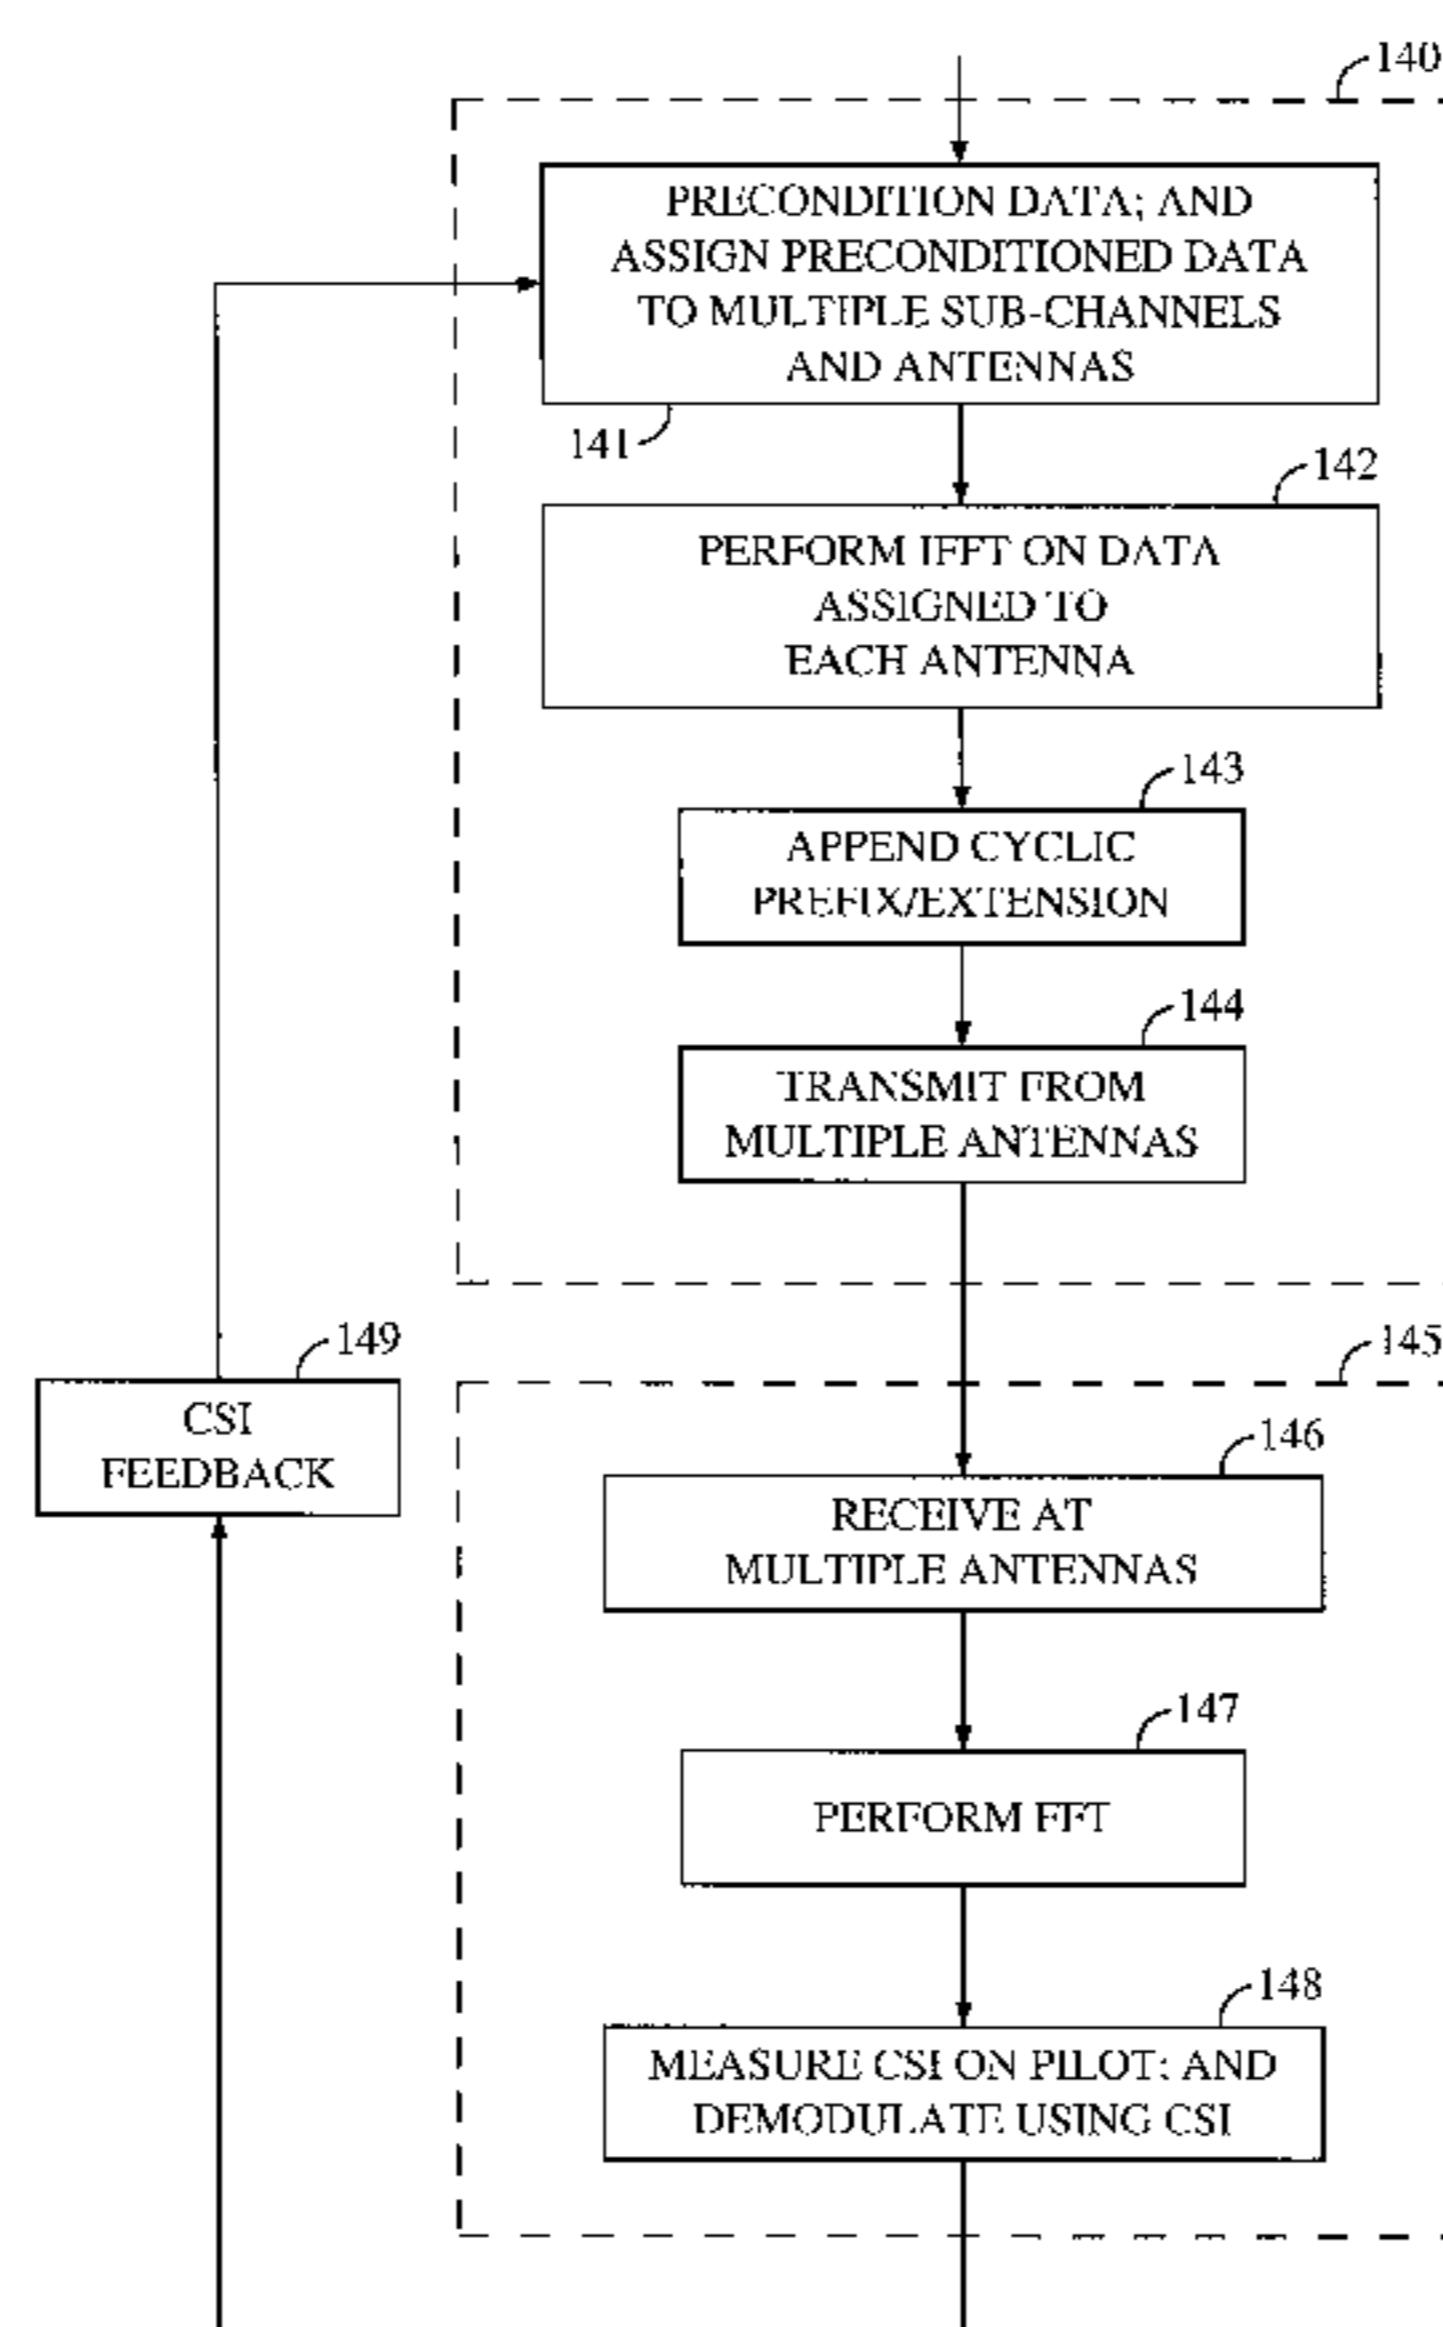 140
PRECONDITION DATA; AND
ASSIGN PRECONDITIONED DATA
TO MULTIPLE SUB-CHANNELS
AND ANTENNAS
141
142
PERFORM IFFT ON DATA
ASSIGNED TO
EACH ANTENNA
143
APPEND CYCLIC
PREFIX/EXTENSION
144
TRANSMIT FROM
MULTIPLE ANTENNAS
149
CSI
FEEDBACK
145
146
RECEIVE AT
MULTIPLE ANTENNAS
147
PERFORM FFT
148
MEASURE CSI ON PILOT; AND
DEMODULATE USING CSI